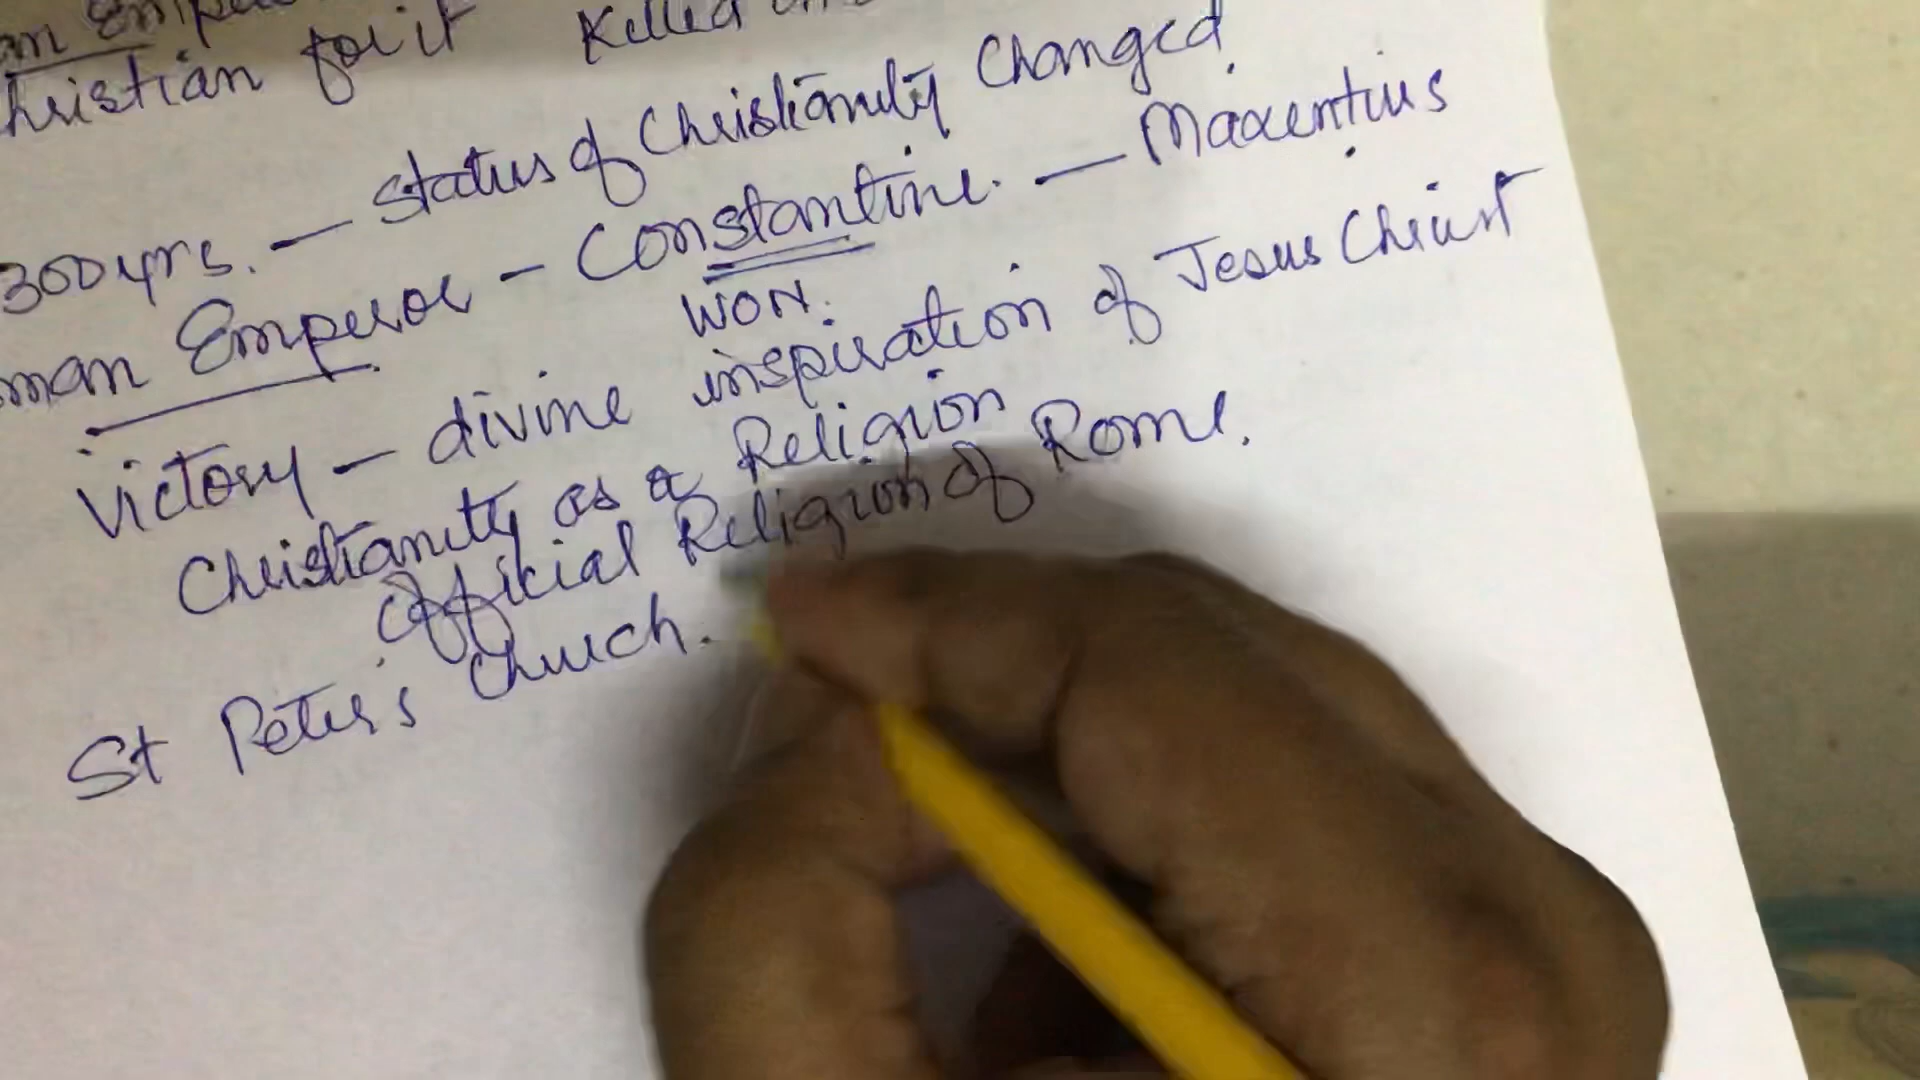 Christian for it Killed
300 yrs. — Status of Christianity Changed
man Emperor – Constantine. — Maxentius
WON.
Victory – divine inspiration of Jesus Christ
Christianity as a Religion
Official Religion of Rome.
St Peter's Church.